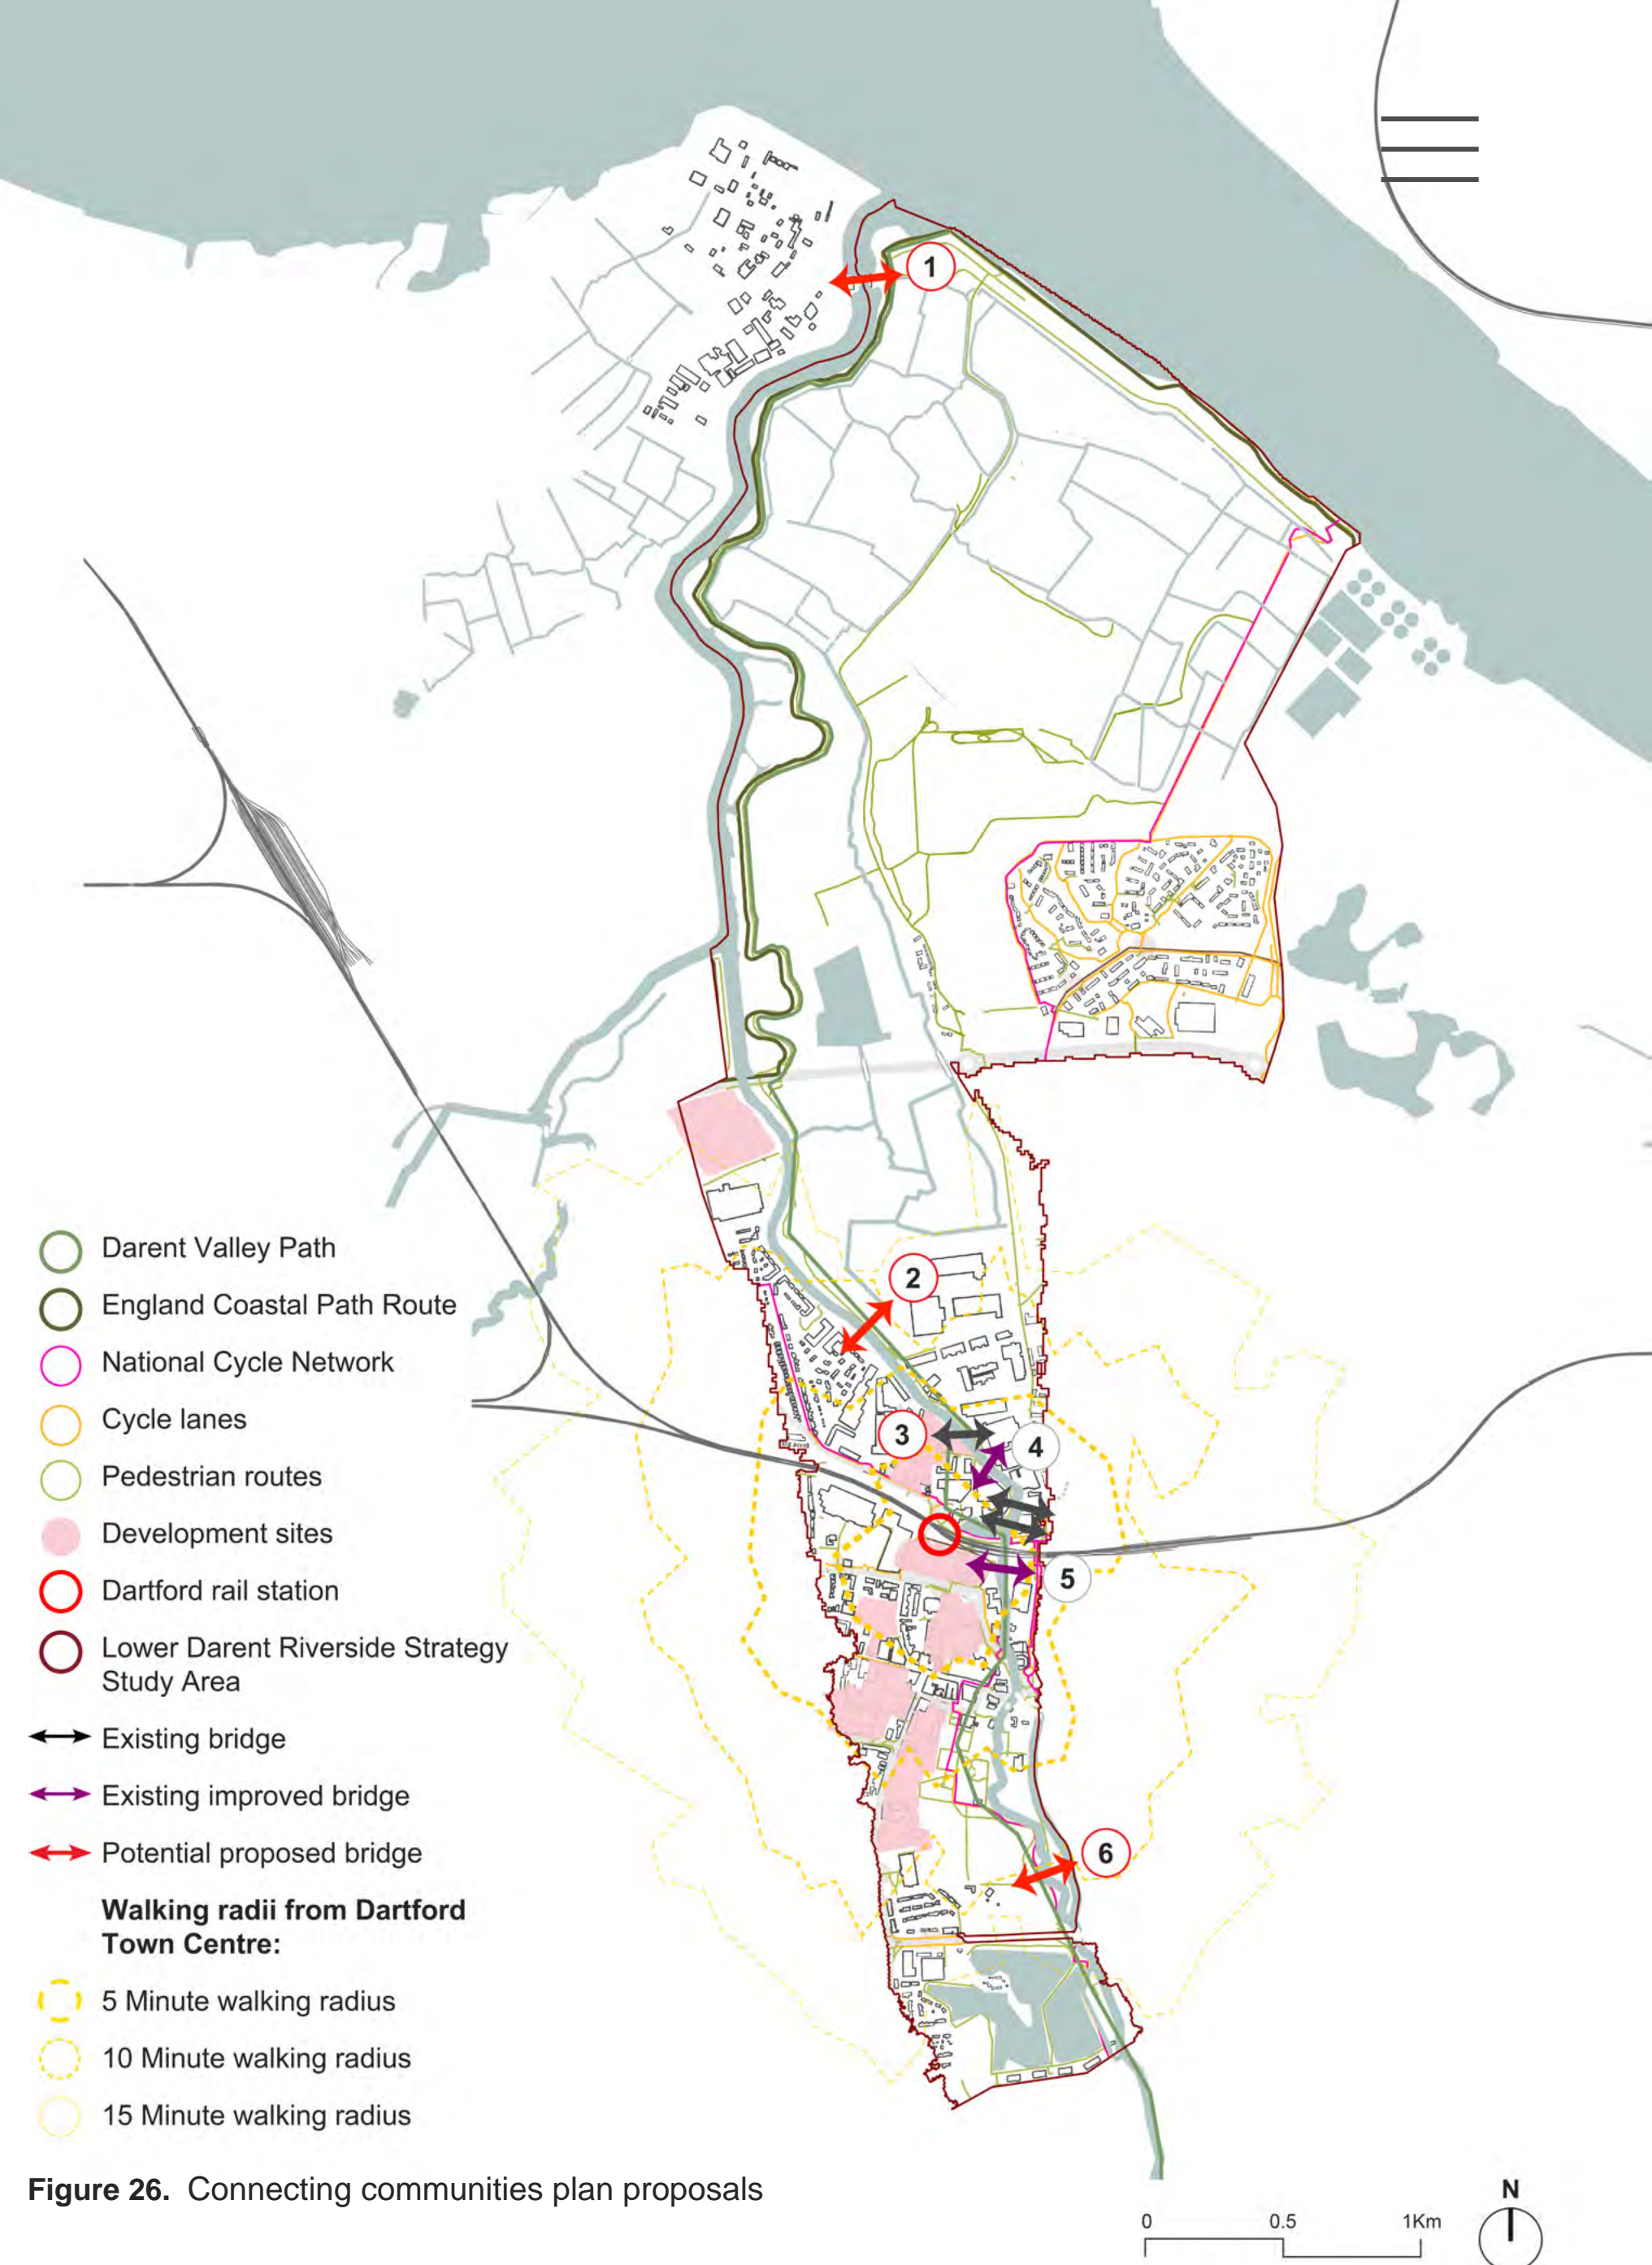 1
2
3
4
5
6
Darent Valley Path
England Coastal Path Route
National Cycle Network
Cycle lanes
Pedestrian routes
Development sites
Dartford rail station
Lower Darent Riverside Strategy
Study Area
Existing bridge
Existing improved bridge
Potential proposed bridge
Walking radii from Dartford
Town Centre:
5 Minute walking radius
10 Minute walking radius
15 Minute walking radius
Figure 26. Connecting communities plan proposals
0 0.5 1Km
N